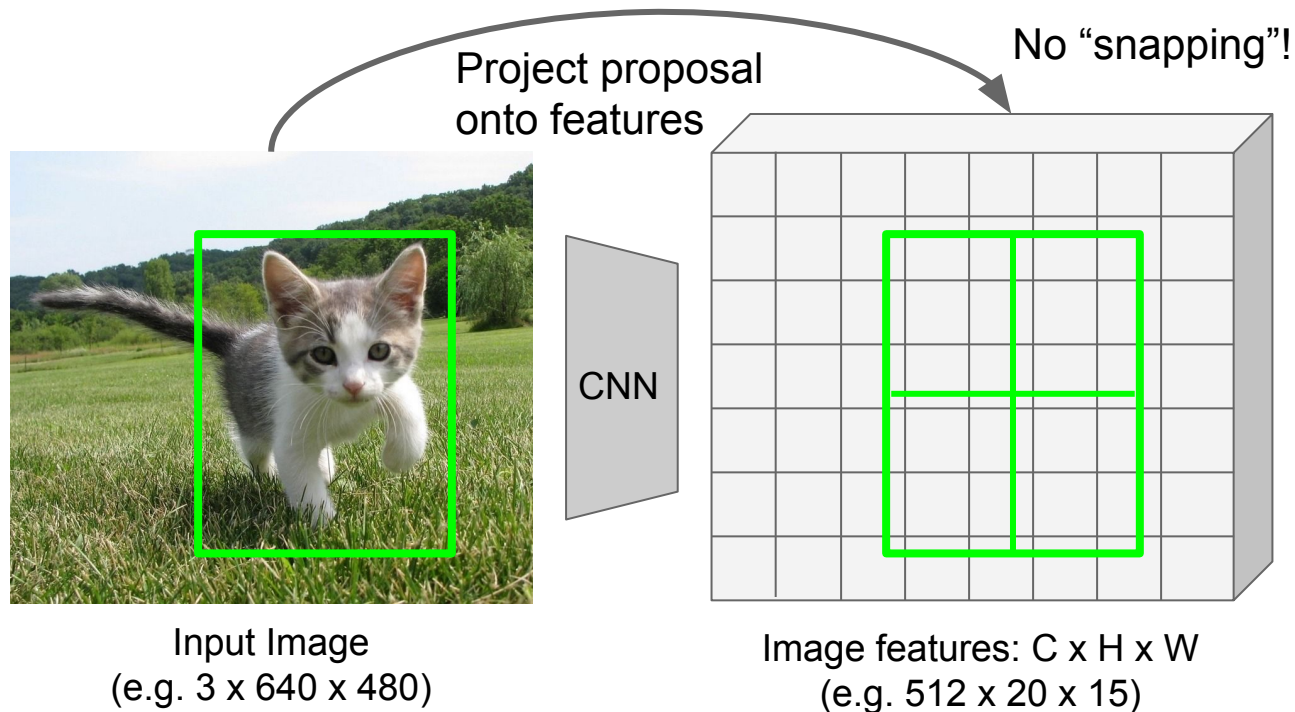 No “snapping”!
Project proposal
onto features
CNN
Input Image
(e.g. 3 x 640 x 480)
Image features: C x H x W
(e.g. 512 x 20 x 15)